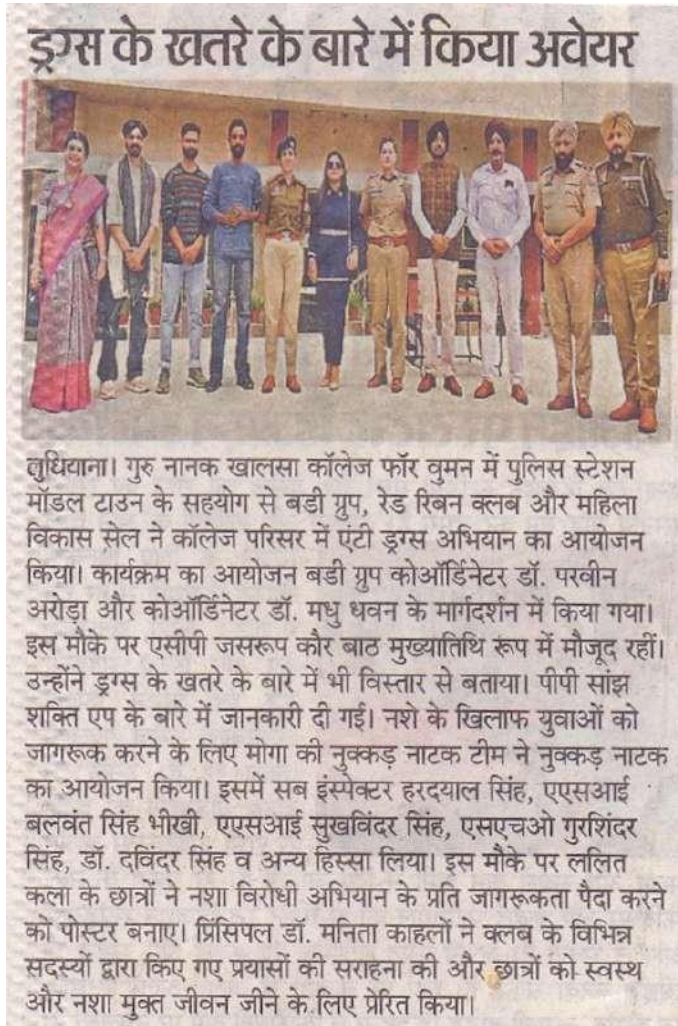 ड्रग्स के खतरे के बारे में किया अवेयर
लुधियाना। गुरु नानक खालसा कॉलेज फॉर वुमन में पुलिस स्टेशन
मॉडल टाउन के सहयोग से बडी ग्रुप, रेड रिबन क्लब और महिला
विकास सेल ने कॉलेज परिसर में एंटी ड्रग्स अभियान का आयोजन
किया। कार्यक्रम का आयोजन बडी ग्रुप कोऑर्डिनेटर डॉ. परवीन
अरोड़ा और कोऑर्डिनेटर डॉ. मधु धवन के मार्गदर्शन में किया गया।
इस मौके पर एसीपी जसरूप कौर बाठ मुख्यातिथि रूप में मौजूद रहीं।
उन्होंने ड्रग्स के खतरे के बारे में भी विस्तार से बताया। पीपी सांझ
शक्ति एप के बारे में जानकारी दी गई। नशे के खिलाफ युवाओं को
जागरूक करने के लिए मोगा की नुक्कड़ नाटक टीम ने नुक्कड़ नाटक
का आयोजन किया। इसमें सब इंस्पेक्टर हरदयाल सिंह, एएसआई
बलवंत सिंह भीखी, एएसआई सुखविंदर सिंह, एसएचओ गुरशिंदर
सिंह, डॉ. दविंदर सिंह व अन्य हिस्सा लिया। इस मौके पर ललित
कला के छात्रों ने नशा विरोधी अभियान के प्रति जागरूकता पैदा करने
को पोस्टर बनाए। प्रिंसिपल डॉ. मनिता काहलों ने क्लब के विभिन्न
सदस्यों द्वारा किए गए प्रयासों की सराहना की और छात्रों को स्वस्थ
और नशा मुक्त जीवन जीने के लिए प्रेरित किया।